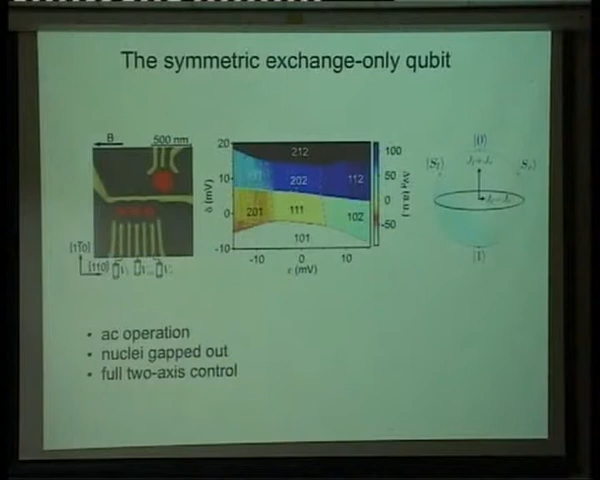 The symmetric exchange-only qubit
B
500 nm
[1T0]
[110]
20
10
0
-10
δ (mV)
212
202
112
201
111
102
101
-10
0
10
ε (mV)
100
50
0
-50
|0⟩
|1⟩
• ac operation
• nuclei gapped out
• full two-axis control